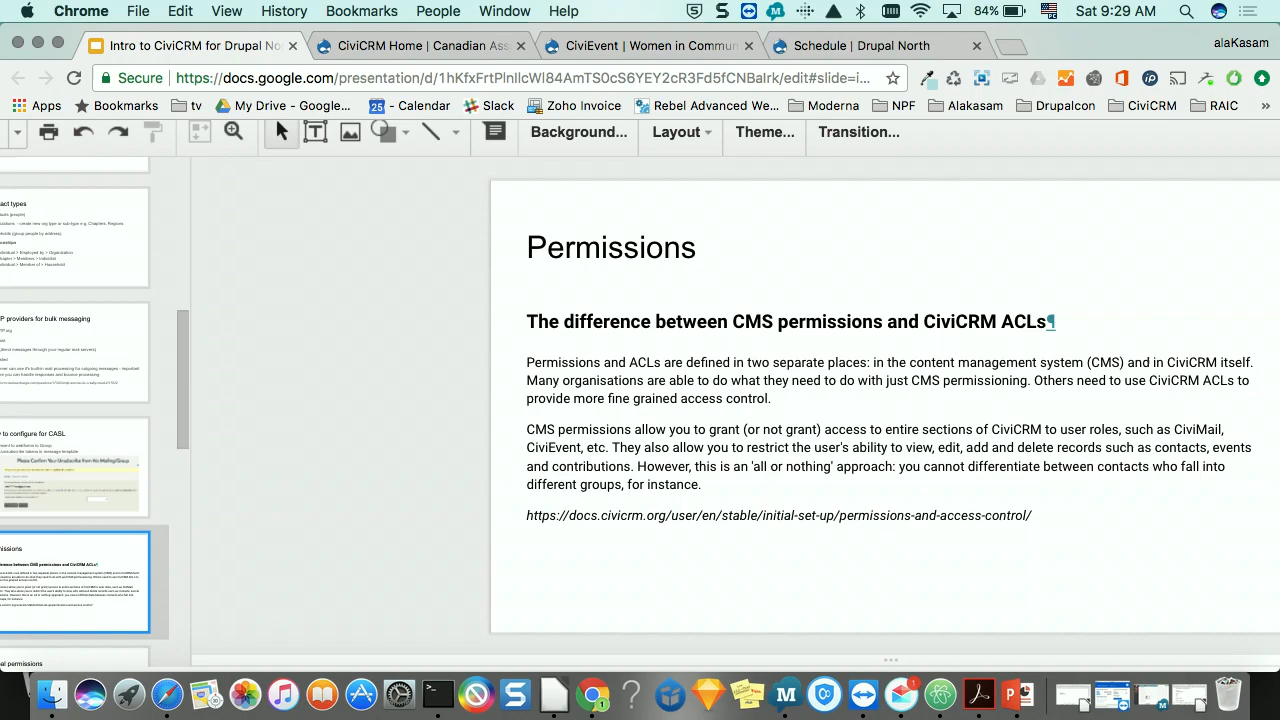 Chrome File Edit View History Bookmarks People Window Help 84% Sat 9:29 AM
Intro to CiviCRM for Drupal No CiviCRM Home | Canadian Ass CiviEvent | Women in Commun Schedule | Drupal North alaKasam
Secure https://docs.google.com/presentation/d/
Apps Bookmarks tv My Drive - Google... - Calendar Slack Zoho Invoice Rebel Advanced We... Moderna NPF Alakasam Drupalcon CiviCRM RAIC »
Background... Layout Theme... Transition...
act types
P providers for bulk messaging
to configure for CASL
missions
al permissions
Permissions
The difference between CMS permissions and CiviCRM ACLs¶
Permissions and ACLs are defined in two separate places: in the content management system (CMS) and in CiviCRM itself.
Many organisations are able to do what they need to do with just CMS permissioning. Others need to use CiviCRM ACLs to
provide more fine grained access control.
CMS permissions allow you to grant (or not grant) access to entire sections of CiviCRM to user roles, such as CiviMail,
CiviEvent, etc. They also allow you to restrict the user's ability to view, edit, add and delete records such as contacts, events
and contributions. However, this is an 'all or nothing' approach: you cannot differentiate between contacts who fall into
different groups, for instance.
https://docs.civicrm.org/user/en/stable/initial-set-up/permissions-and-access-control/